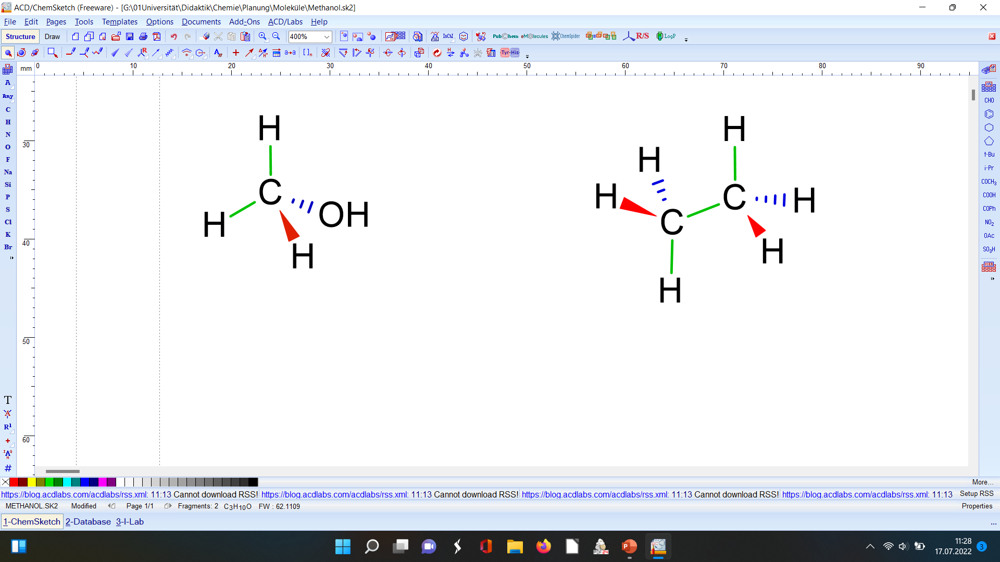 ACD/ChemSketch (Freeware) - [G:\01Universität\Didaktik\Chemie\Planung\Moleküle\Methanol.sk2]
File Edit Pages Tools Templates Options Documents Add-Ons ACD/Labs Help
Structure Draw 400% InChI PubChem eMolecules ChemSpider R/S LogP
Tyr His
mm 0 10 20 30 40 50 60 70 80 90
A
Any
C
H
N
O
F
Na
Si
P
S
Cl
K
Br
T
R1
#
30
40
50
60
H
C
H
OH
H
H
H
H
C
H
C
H
H
CHO
t-Bu
i-Pr
COCH3
COOH
COPh
NO2
OAc
SO3H
USER
More...
https://blog.acdlabs.com/acdlabs/rss.xml: 11:13 Cannot download RSS! https://blog.acdlabs.com/acdlabs/rss.xml: 11:13 Cannot download RSS! https://blog.acdlabs.com/acdlabs/rss.xml: 11:13 Cannot download RSS! https://blog.acdlabs.com/acdlabs/rss.xml: 11:13 Setup RSS
METHANOL.SK2 Modified Page 1/1 Fragments: 2 C3H10O FW : 62.1109 Properties
1-ChemSketch 2-Database 3-I-Lab ...
PDF24 P
11:28
17.07.2022 3